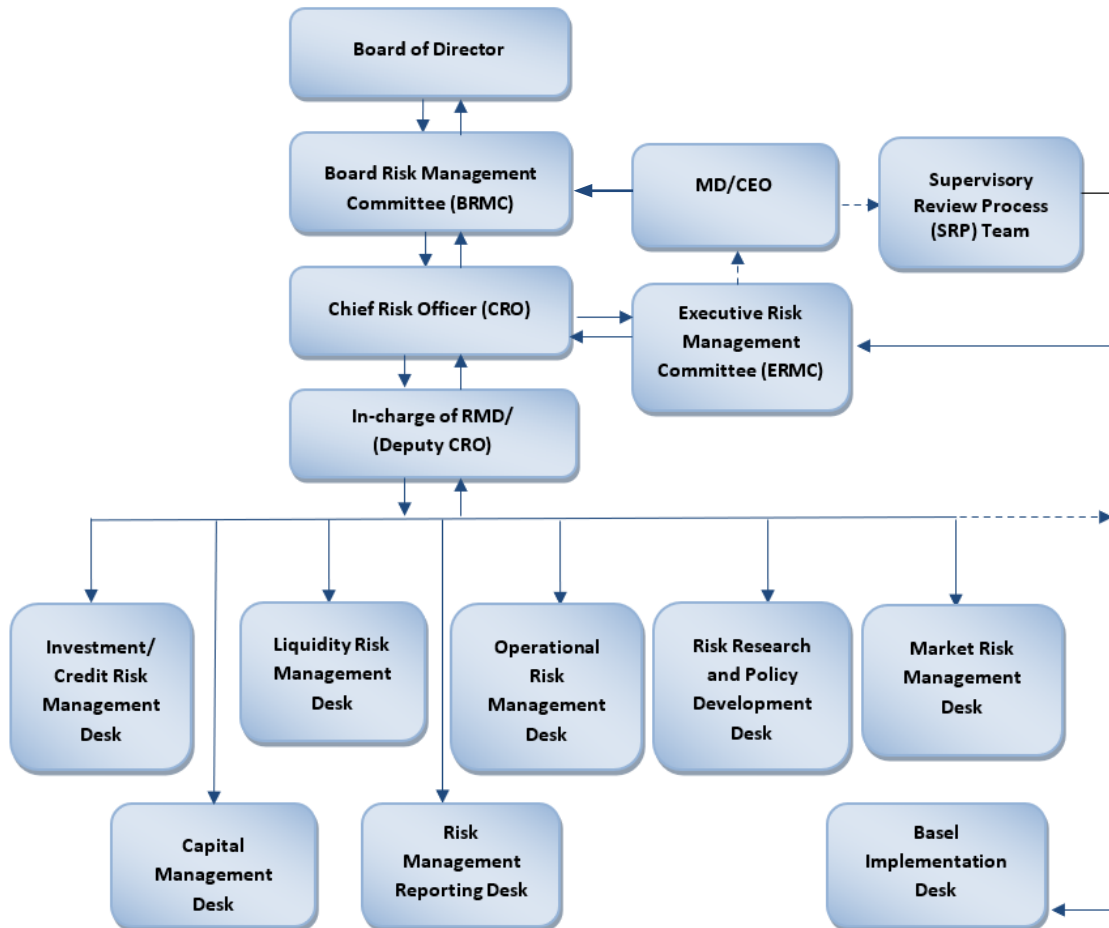 Board of Director
Board Risk Management
Committee (BRMC)
MD/CEO
Supervisory
Review Process
(SRP) Team
Chief Risk Officer (CRO)
Executive Risk
Management
Committee (ERMC)
In-charge of RMD/
(Deputy CRO)
Investment/
Credit Risk
Management
Desk
Liquidity Risk
Management
Desk
Operational
Risk
Management
Desk
Risk Research
and Policy
Development
Desk
Market Risk
Management
Desk
Capital
Management
Desk
Risk
Management
Reporting Desk
Basel
Implementation
Desk